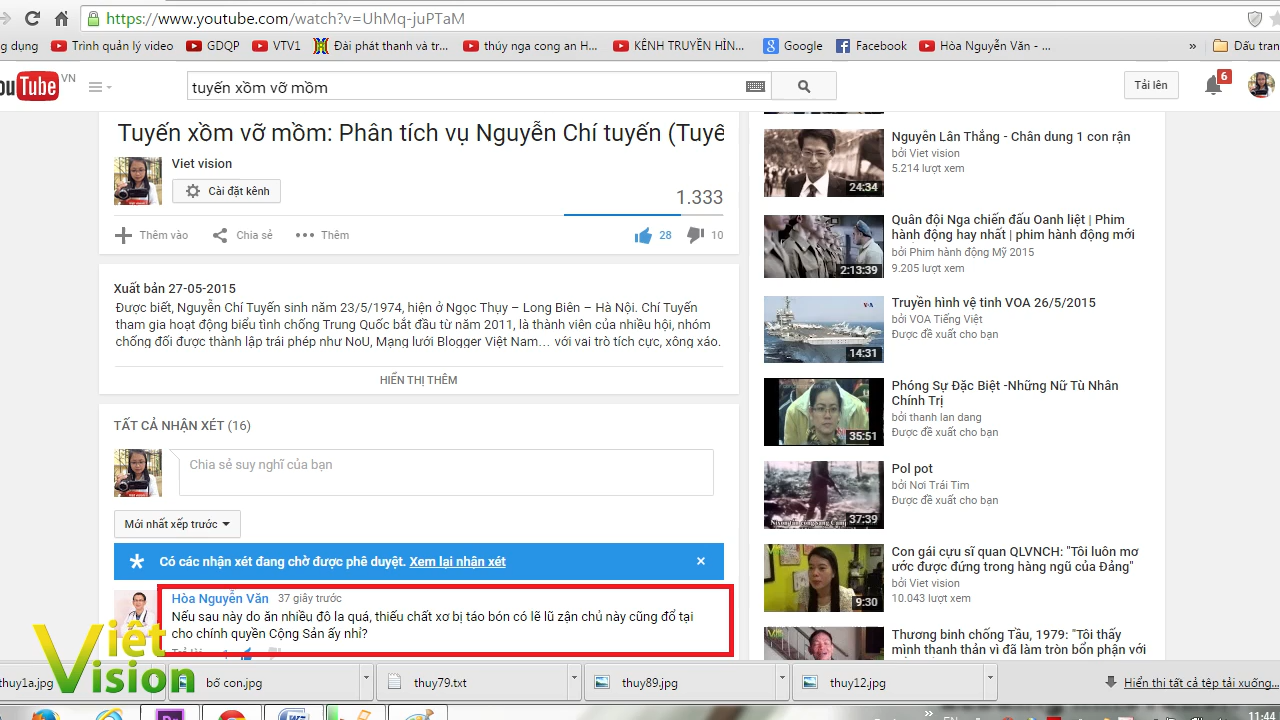 https://www.youtube.com/watch?v=UhMq-juPTaM
ng dụng Trình quản lý video GDQP VTV1 Đài phát thanh và tr... thúy nga cong an H... KÊNH TRUYỀN HÌN... Google Facebook Hòa Nguyễn Văn - ... » Dấu tran
ouTube VN tuyến xồm vỡ mồm Tải lên 6
Tuyến xồm vỡ mồm: Phân tích vụ Nguyễn Chí tuyến (Tuyế
Viet vision
Cài đặt kênh
1.333
Thêm vào Chia sẻ Thêm 28 10
Xuất bản 27-05-2015
Được biết, Nguyễn Chí Tuyến sinh năm 23/5/1974, hiện ở Ngọc Thụy – Long Biên – Hà Nội. Chí Tuyến
tham gia hoạt động biểu tình chống Trung Quốc bắt đầu từ năm 2011, là thành viên của nhiều hội, nhóm
chống đối được thành lập trái phép như NoU, Mạng lưới Blogger Việt Nam... với vai trò tích cực, xông xáo.
HIỂN THỊ THÊM
TẤT CẢ NHẬN XÉT (16)
Chia sẻ suy nghĩ của bạn
Mới nhất xếp trước
Có các nhận xét đang chờ được phê duyệt. Xem lại nhận xét ×
Hòa Nguyễn Văn 37 giây trước
Nếu sau này do ăn nhiều đô la quá, thiếu chất xơ bị táo bón có lẽ lũ zận chủ này cũng đổ tại
cho chính quyền Cộng Sản ấy nhỉ?
Trả lời 1
Việt
Vision
24:34
Nguyễn Lân Thắng - Chân dung 1 con rận
bởi Viet vision
5.214 lượt xem
2:13:39
Quân đội Nga chiến đấu Oanh liệt | Phim
hành động hay nhất | phim hành động mới
bởi Phim hành động Mỹ 2015
9.205 lượt xem
VOA
14:31
Truyền hình vệ tinh VOA 26/5/2015
bởi VOA Tiếng Việt
Được đề xuất cho bạn
35:51
Phóng Sự Đặc Biệt -Những Nữ Tù Nhân
Chính Trị
bởi thanh lan dang
Được đề xuất cho bạn
37:39
Pol pot
bởi Nơi Trái Tim
Được đề xuất cho bạn
9:30
Con gái cựu sĩ quan QLVNCH: "Tôi luôn mơ
ước được đứng trong hàng ngũ của Đảng"
bởi Viet vision
10.043 lượt xem
Thương binh chống Tầu, 1979: "Tôi thấy
mình thanh thản vì đã làm tròn bổn phận với
thuy1a.jpg bố con.jpg thuy79.txt thuy89.jpg thuy12.jpg Hiển thị tất cả tệp tải xuống...
» EN 11:44